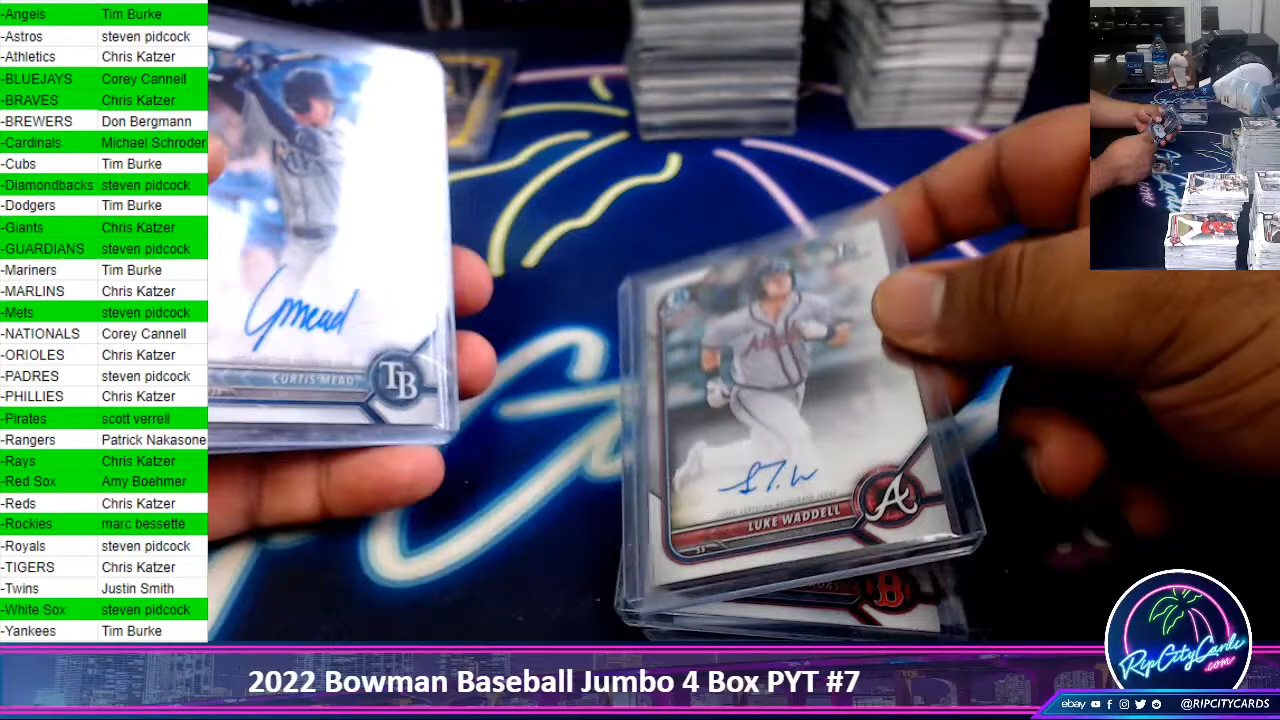 -Angels Tim Burke
-Astros steven pidcock
-Athletics Chris Katzer
-BLUEJAYS Corey Cannell
-BRAVES Chris Katzer
-BREWERS Don Bergmann
-Cardinals Michael Schroder
-Cubs Tim Burke
-Diamondbacks steven pidcock
-Dodgers Tim Burke
-Giants Chris Katzer
-GUARDIANS steven pidcock
-Mariners Tim Burke
-MARLINS Chris Katzer
-Mets steven pidcock
-NATIONALS Corey Cannell
-ORIOLES Chris Katzer
-PADRES steven pidcock
-PHILLIES Chris Katzer
-Pirates scott verrell
-Rangers Patrick Nakasone
-Rays Chris Katzer
-Red Sox Amy Boehmer
-Reds Chris Katzer
-Rockies marc bessette
-Royals steven pidcock
-TIGERS Chris Katzer
-Twins Justin Smith
-White Sox steven pidcock
-Yankees Tim Burke
CURTIS MEAD
TB
LUKE WADDELL
A
B
2022 Bowman Baseball Jumbo 4 Box PYT #7
RipCityCards
.com
ebay
@RIPCITYCARDS